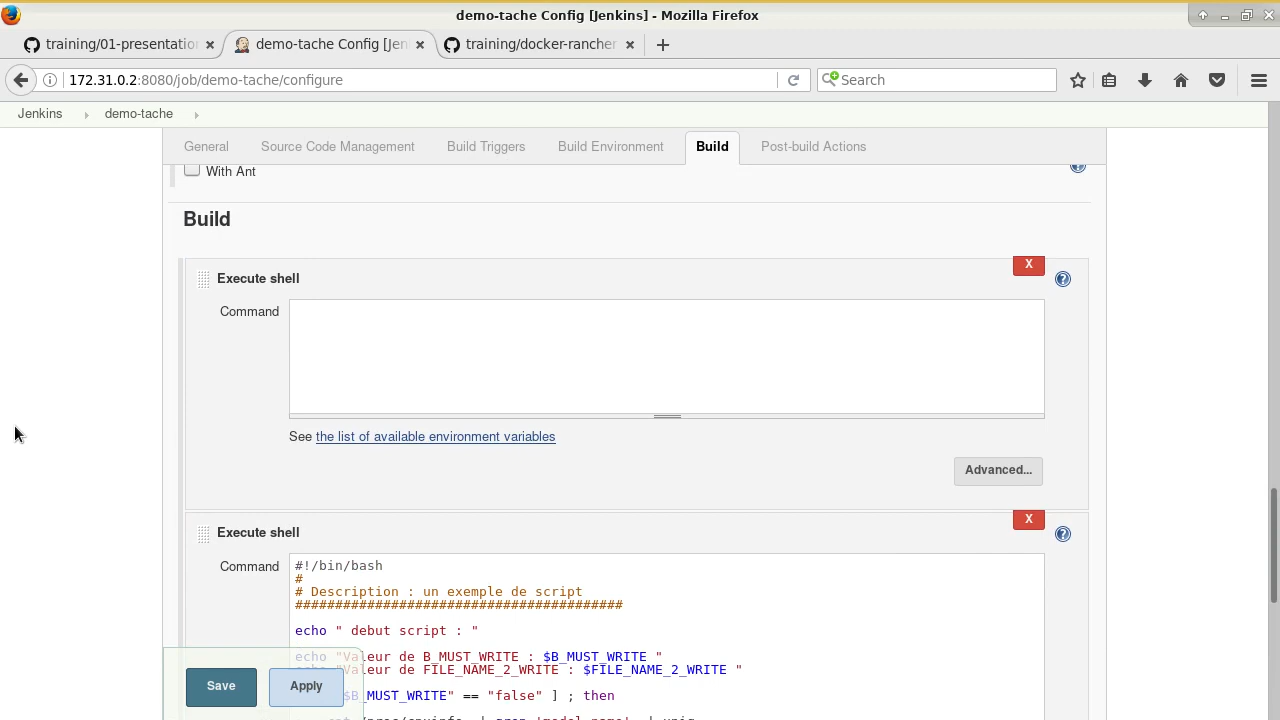 demo-tache Config [Jenkins] - Mozilla Firefox
training/01-presentatio
demo-tache Config [Jen
training/docker-rancher
172.31.0.2:8080/job/demo-tache/configure
Search
Jenkins
demo-tache
General
Source Code Management
Build Triggers
Build Environment
Build
Post-build Actions
With Ant
Build
X
Execute shell
Command
See the list of available environment variables
Advanced...
X
Execute shell
Command
#!/bin/bash
#
# Description : un exemple de script
#########################################
echo " debut script : "
echo "Valeur de B_MUST_WRITE : $B_MUST_WRITE "
"Valeur de FILE_NAME_2_WRITE : $FILE_NAME_2_WRITE "
$B_MUST_WRITE" == "false" ] ; then
Save
Apply